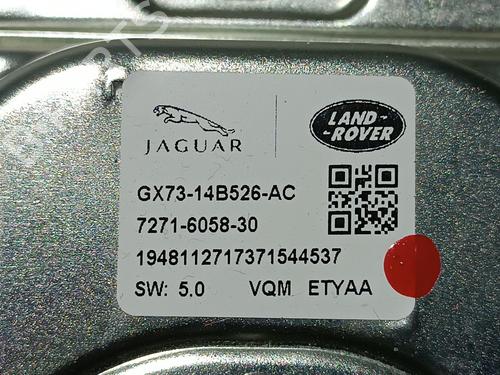 JAGUAR
LAND-
-ROVER
GX73-14B526-AC
7271-6058-30
1948112717371544537
SW: 5.0 VQM ETYAA